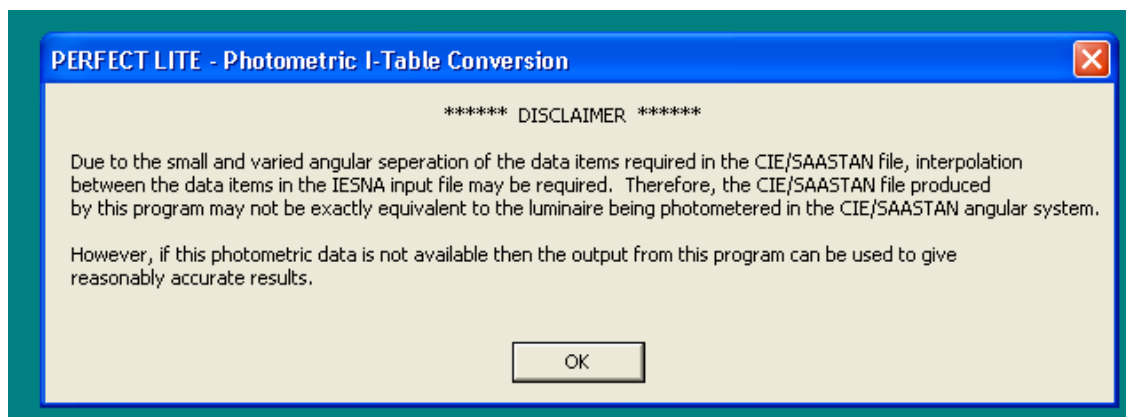 PERFECT LITE - Photometric I-Table Conversion
****** DISCLAIMER ******
Due to the small and varied angular seperation of the data items required in the CIE/SAASTAN file, interpolation
between the data items in the IESNA input file may be required.  Therefore, the CIE/SAASTAN file produced
by this program may not be exactly equivalent to the luminaire being photometered in the CIE/SAASTAN angular system.
However, if this photometric data is not available then the output from this program can be used to give
reasonably accurate results.
OK